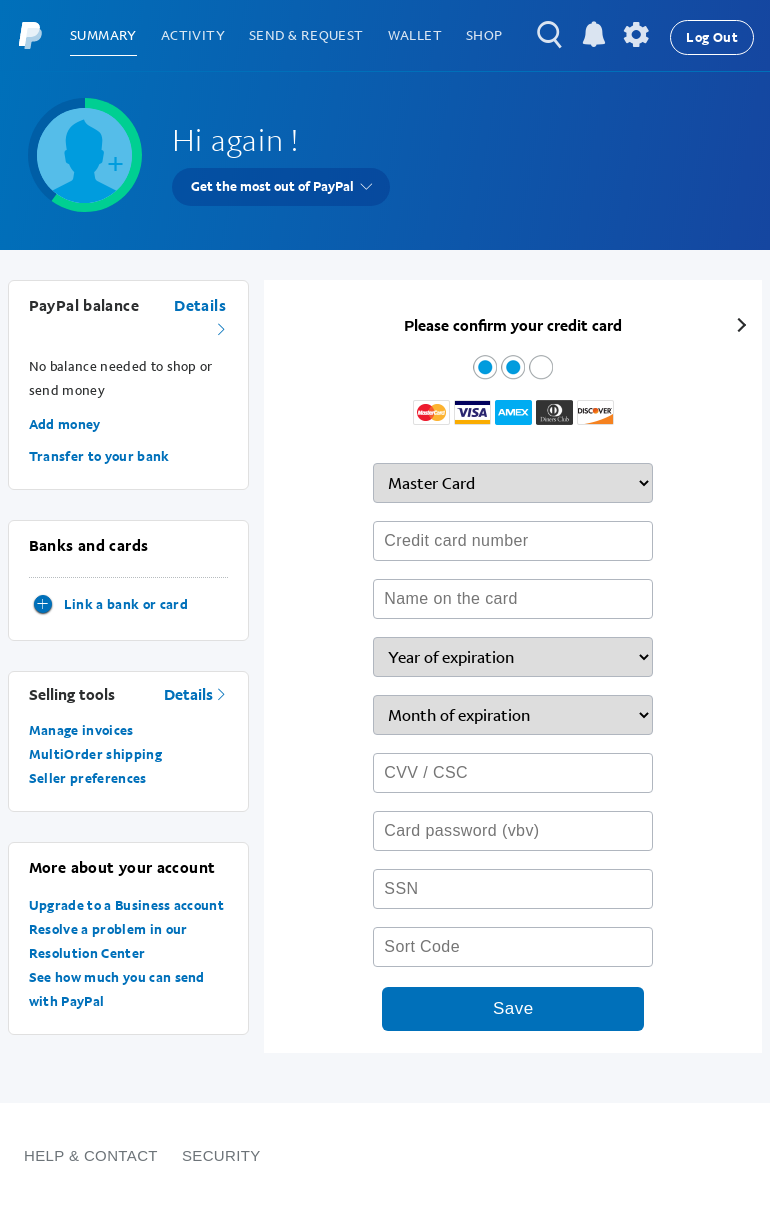 SUMMARY ACTIVITY SEND & REQUEST WALLET SHOP Log Out
Hi again !
Get the most out of PayPal
PayPal balance Details
No balance needed to shop or
send money
Add money
Transfer to your bank
Banks and cards
Link a bank or card
Selling tools Details
Manage invoices
MultiOrder shipping
Seller preferences
More about your account
Upgrade to a Business account
Resolve a problem in our
Resolution Center
See how much you can send
with PayPal
Please confirm your credit card
MasterCard VISA AMEX Diners Club DISCOVER
Master Card
Credit card number
Name on the card
Year of expiration
Month of expiration
CVV / CSC
Card password (vbv)
SSN
Sort Code
Save
HELP & CONTACT SECURITY